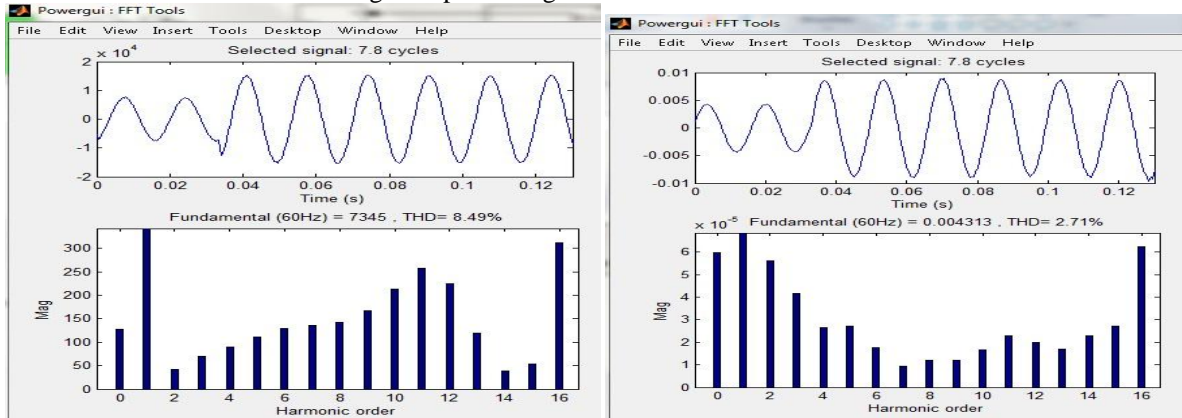 Powergui : FFT Tools
File Edit View Insert Tools Desktop Window Help
Selected signal: 7.8 cycles
× 10^4
2
1
0
-1
-2
0 0.02 0.04 0.06 0.08 0.1 0.12
Time (s)
Fundamental (60Hz) = 7345 , THD= 8.49%
300
250
200
150
100
50
0
Mag
0 2 4 6 8 10 12 14 16
Harmonic order
Powergui : FFT Tools
File Edit View Insert Tools Desktop Window Help
Selected signal: 7.8 cycles
0.01
0.005
0
-0.005
-0.01
0 0.02 0.04 0.06 0.08 0.1 0.12
Time (s)
× 10^-5 Fundamental (60Hz) = 0.004313 , THD= 2.71%
6
5
4
3
2
1
0
Mag
0 2 4 6 8 10 12 14 16
Harmonic order